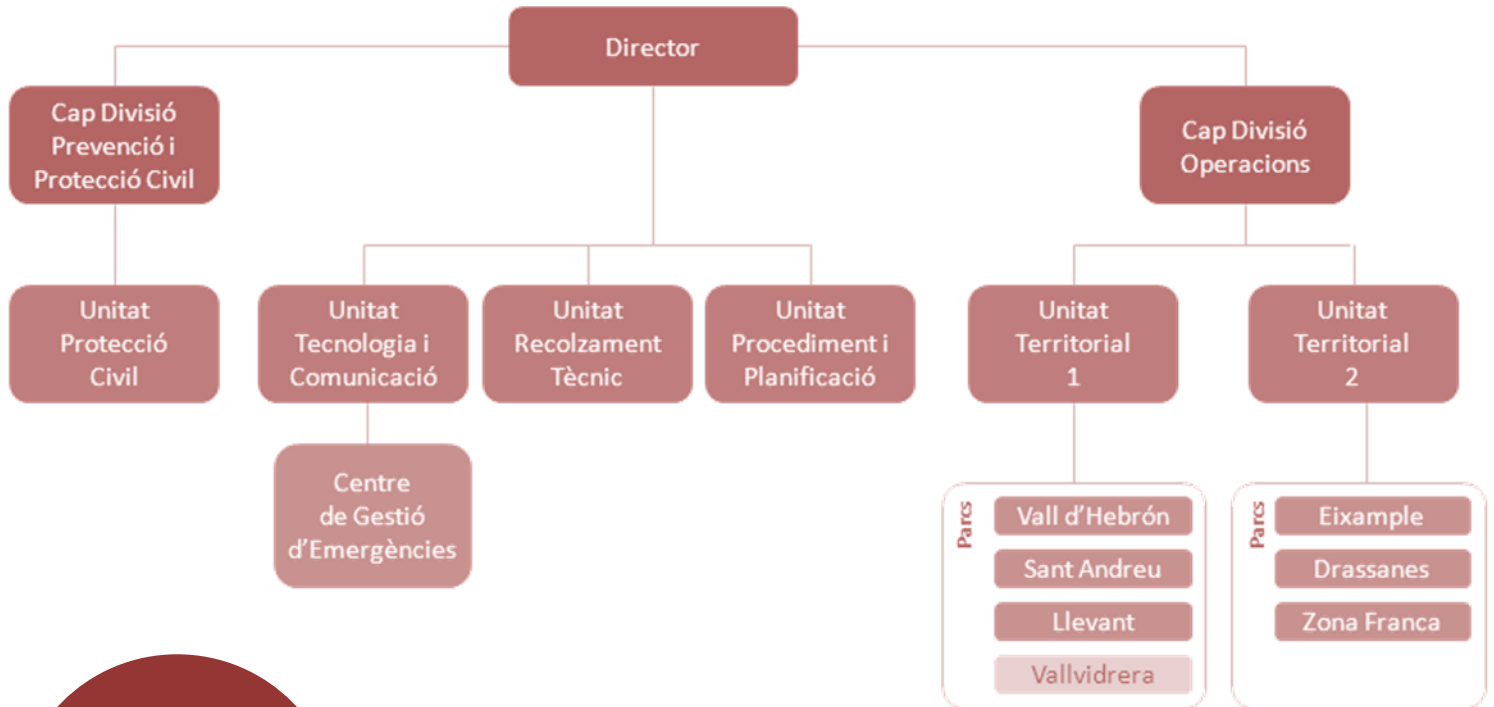 Director
Cap Divisió
Prevenció i
Protecció Civil
Cap Divisió
Operacions
Unitat
Protecció
Civil
Unitat
Tecnologia i
Comunicació
Unitat
Recolzament
Tècnic
Unitat
Procediment i
Planificació
Unitat
Territorial
1
Unitat
Territorial
2
Centre
de Gestió
d'Emergències
Parcs
Vall d'Hebrón
Sant Andreu
Llevant
Vallvidrera
Parcs
Eixample
Drassanes
Zona Franca